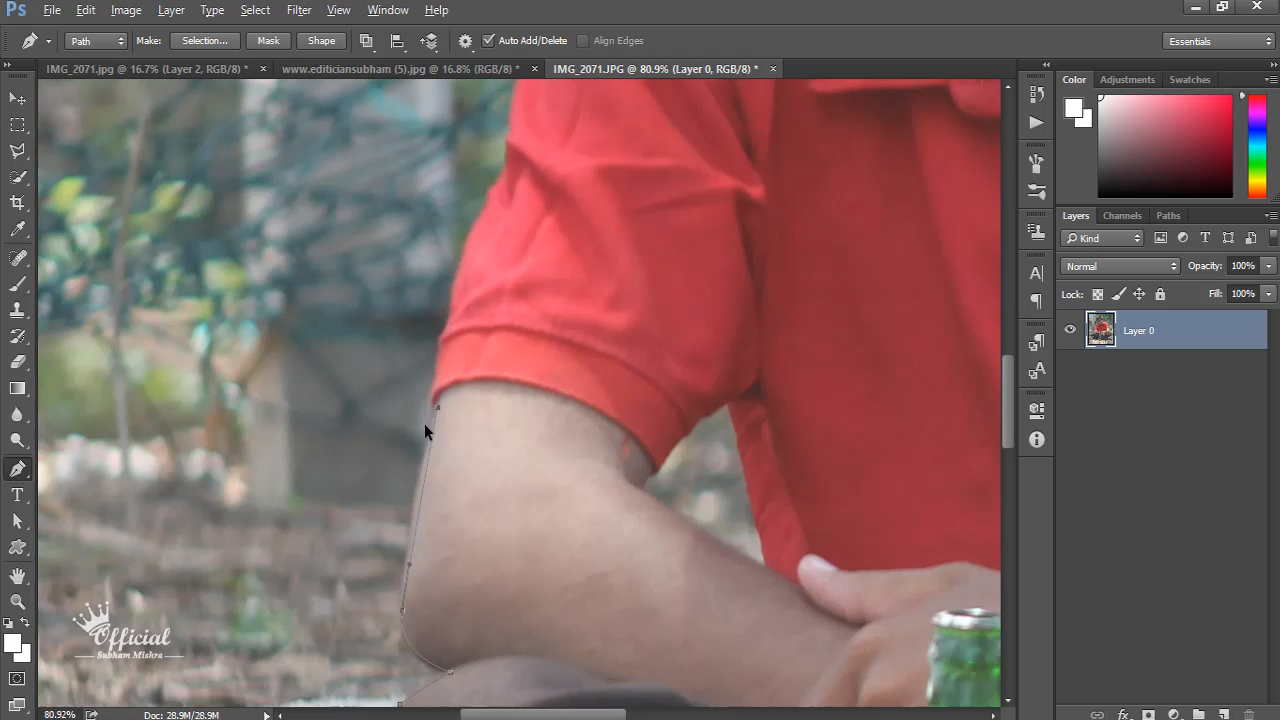 Ps File Edit Image Layer Type Select Filter View Window Help
Path Make: Selection... Mask Shape Auto Add/Delete Align Edges Essentials
IMG_2071.jpg @ 16.7% (Layer 2, RGB/8) * × www.editiciansubham (5).jpg @ 16.8% (RGB/8) * × IMG_2071.JPG @ 80.9% (Layer 0, RGB/8) * ×
Color Adjustments Swatches
Layers Channels Paths
Kind
Normal Opacity: 100%
Lock: Fill: 100%
Layer 0
Official
Subham Mishra
80.92% Doc: 28.9M/28.9M